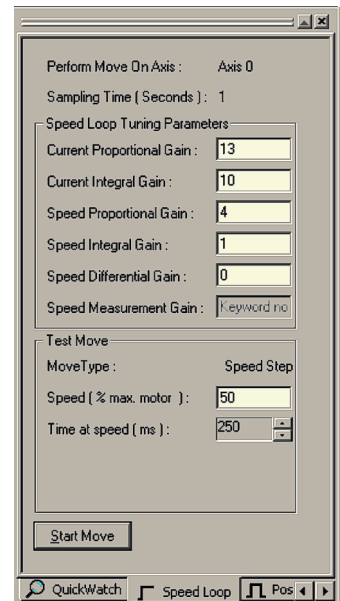 Perform Move On Axis : Axis 0
Sampling Time ( Seconds ) : 1
Speed Loop Tuning Parameters
Current Proportional Gain : 13
Current Integral Gain : 10
Speed Proportional Gain : 4
Speed Integral Gain : 1
Speed Differential Gain : 0
Speed Measurement Gain : Keyword no
Test Move
MoveType : Speed Step
Speed ( % max. motor ) : 50
Time at speed ( ms ) : 250
Start Move
QuickWatch Speed Loop Pos